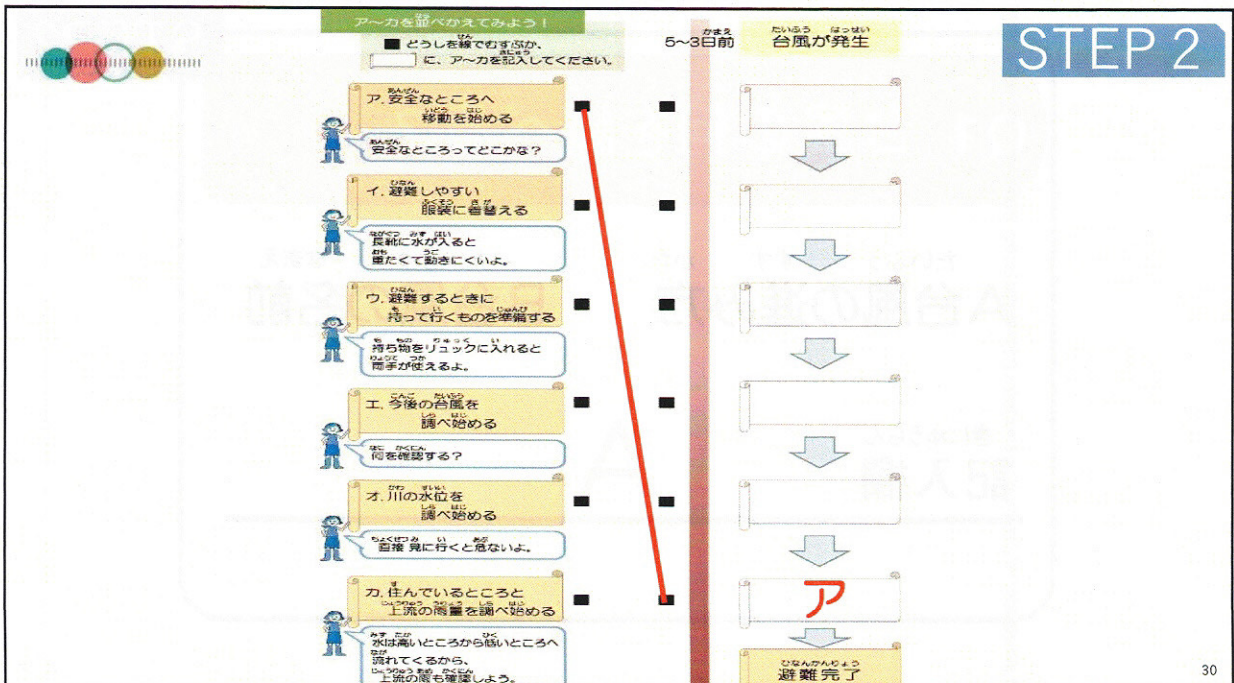 ア〜カを並べかえてみよう！
■ どうしを線でむすぶか、
に、ア〜カを記入してください。
5〜3日前
台風が発生
STEP 2
ア.安全なところへ
移動を始める
安全なところってどこかな？
イ.避難しやすい
服装に着替える
長靴に水が入ると
重たくて動きにくいよ。
ウ.避難するときに
持って行くものを準備する
持ち物をリュックに入れると
両手が使えるよ。
エ.今後の台風を
調べ始める
何を確認する？
オ.川の水位を
調べ始める
直接 見に行くと危ないよ。
カ.住んでいるところと
上流の雨量を調べ始める
水は高いところから低いところへ
流れてくるから、
上流の雨も確認しよう。
ア
避難完了
30